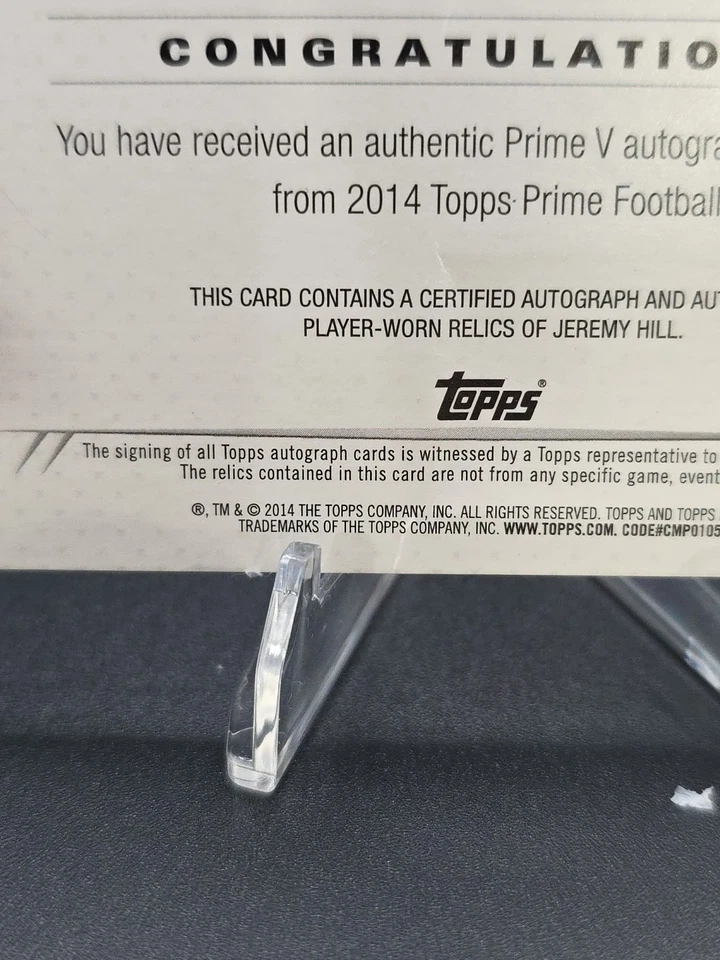 CONGRATULATIO
You have received an authentic Prime V autogra
from 2014 Topps Prime Football
THIS CARD CONTAINS A CERTIFIED AUTOGRAPH AND AU
PLAYER-WORN RELICS OF JEREMY HILL.
Topps®
The signing of all Topps autograph cards is witnessed by a Topps representative to
The relics contained in this card are not from any specific game, event
®, TM & © 2014 THE TOPPS COMPANY, INC. ALL RIGHTS RESERVED. TOPPS AND TOPPS
TRADEMARKS OF THE TOPPS COMPANY, INC. WWW.TOPPS.COM. CODE#CMP0105